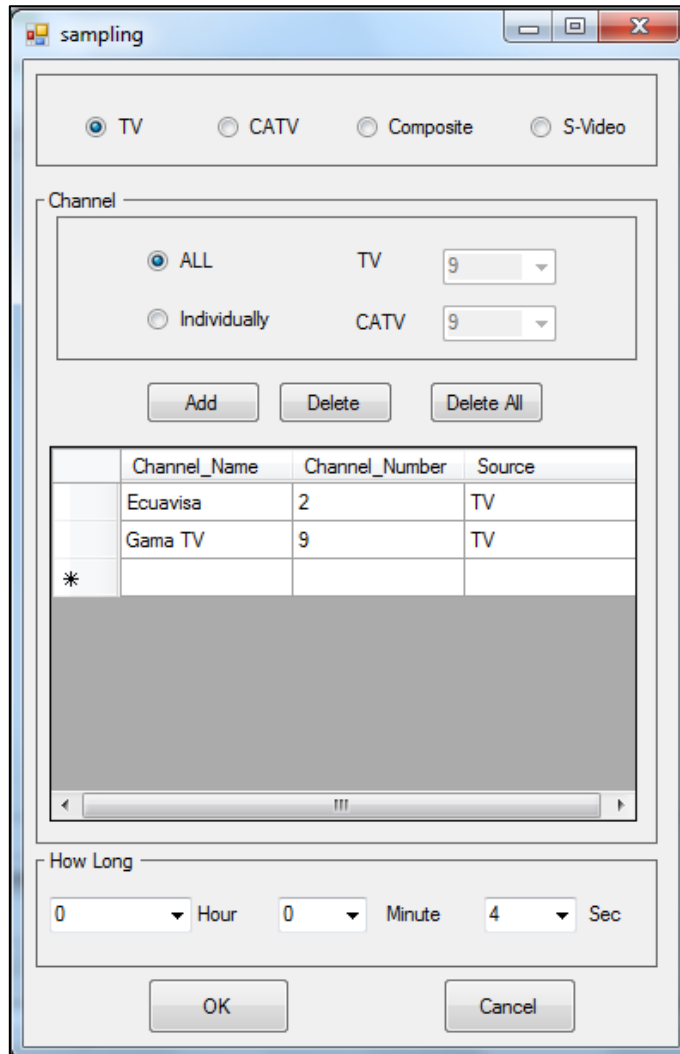 sampling
TV CATV Composite S-Video
Channel
ALL TV 9
Individually CATV 9
Add Delete Delete All
Channel_Name Channel_Number Source
Ecuavisa 2 TV
Gama TV 9 TV
How Long
0 Hour 0 Minute 4 Sec
OK Cancel